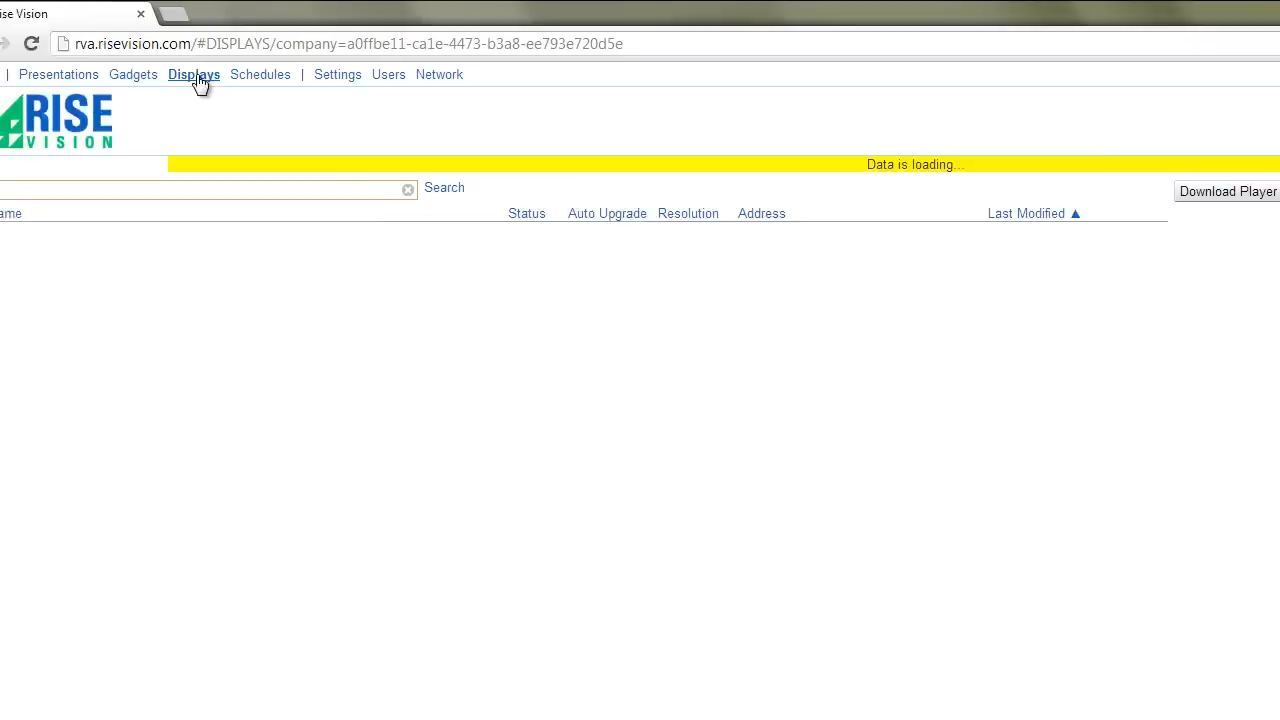 ise Vision
rva.risevision.com/#DISPLAYS/company=a0ffbe11-ca1e-4473-b3a8-ee793e720d5e
| Presentations Gadgets Displays Schedules | Settings Users Network
RISE
VISION
Data is loading...
Search
Download Player
ame Status Auto Upgrade Resolution Address Last Modified ▲